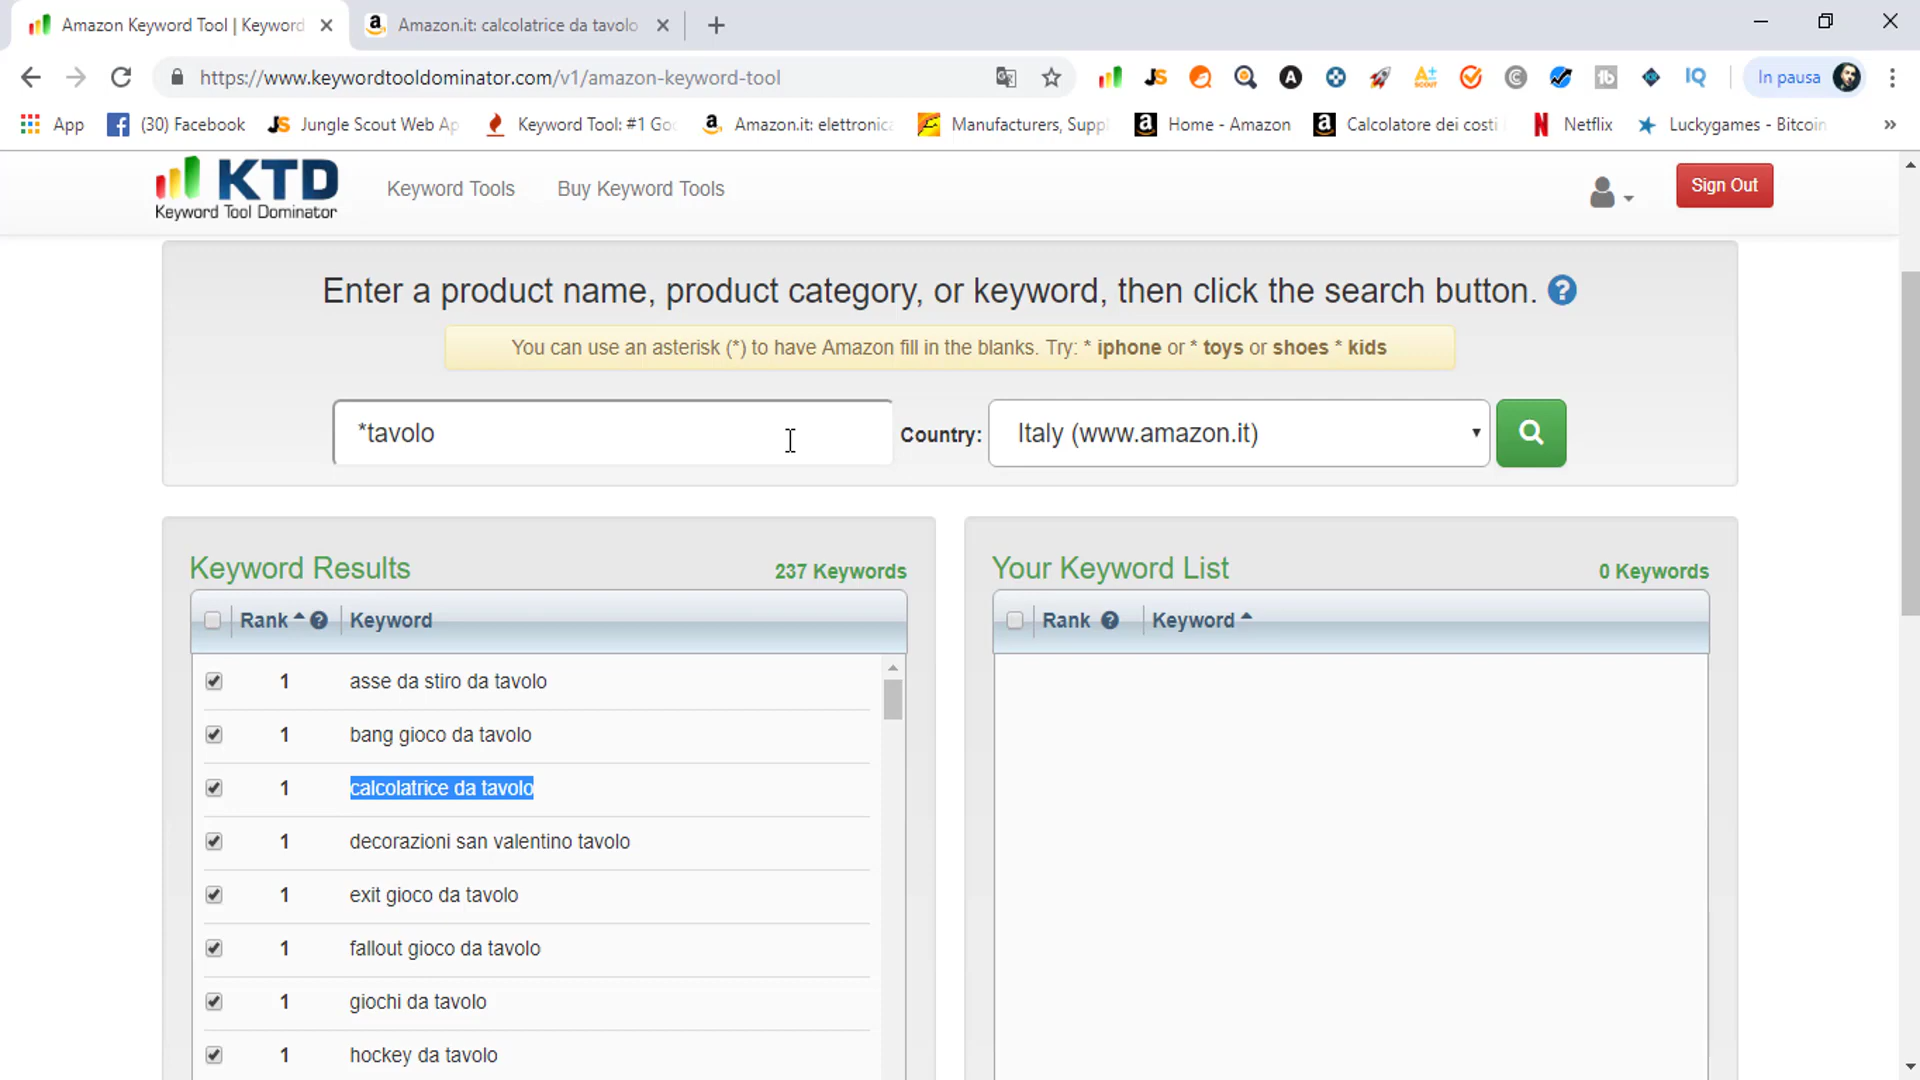 Amazon Keyword Tool | Keyword
Amazon.it: calcolatrice da tavolo
https://www.keywordtooldominator.com/v1/amazon-keyword-tool
In pausa
App
(30) Facebook
Jungle Scout Web Ap
Keyword Tool: #1 Goo
Amazon.it: elettronica
Manufacturers, Suppl
Home - Amazon
Calcolatore dei costi
Netflix
Luckygames - Bitcoin
»
KTD
Keyword Tool Dominator
Keyword Tools
Buy Keyword Tools
Sign Out
Enter a product name, product category, or keyword, then click the search button.
You can use an asterisk (*) to have Amazon fill in the blanks. Try: * iphone or * toys or shoes * kids
*tavolo
Country:
Italy (www.amazon.it)
Keyword Results
237 Keywords
Rank
Keyword
1 asse da stiro da tavolo
1 bang gioco da tavolo
1 calcolatrice da tavolo
1 decorazioni san valentino tavolo
1 exit gioco da tavolo
1 fallout gioco da tavolo
1 giochi da tavolo
1 hockey da tavolo
Your Keyword List
0 Keywords
Rank
Keyword